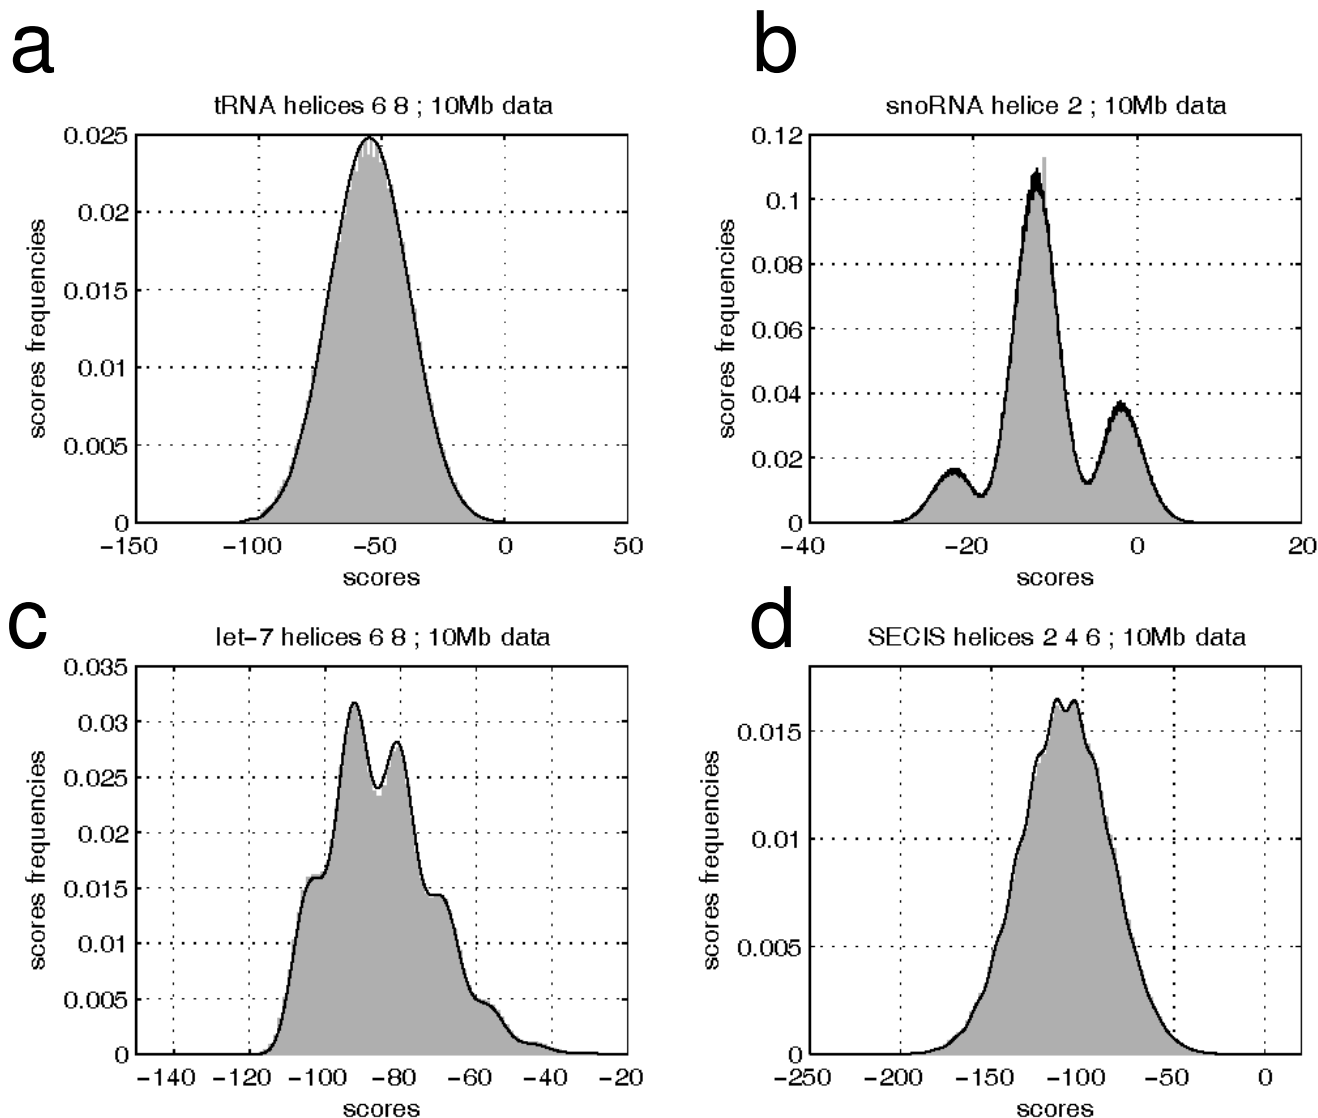 a
tRNA helices 6 8 ; 10Mb data
0.025
0.02
0.015
0.01
0.005
0
scores frequencies
−150 −100 −50 0 50
scores
b
snoRNA helice 2 ; 10Mb data
0.12
0.1
0.08
0.06
0.04
0.02
0
scores frequencies
−40 −20 0 20
scores
c
let−7 helices 6 8 ; 10Mb data
0.035
0.03
0.025
0.02
0.015
0.01
0.005
0
scores frequencies
−140 −120 −100 −80 −60 −40 −20
scores
d
SECIS helices 2 4 6 ; 10Mb data
0.015
0.01
0.005
0
scores frequencies
−250 −200 −150 −100 −50 0
scores